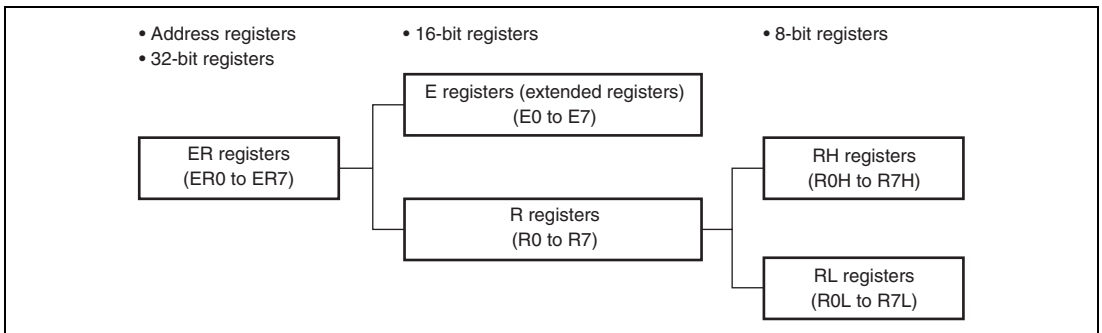 • Address registers
• 32-bit registers
• 16-bit registers
• 8-bit registers
E registers (extended registers)
(E0 to E7)
ER registers
(ER0 to ER7)
RH registers
(R0H to R7H)
R registers
(R0 to R7)
RL registers
(R0L to R7L)